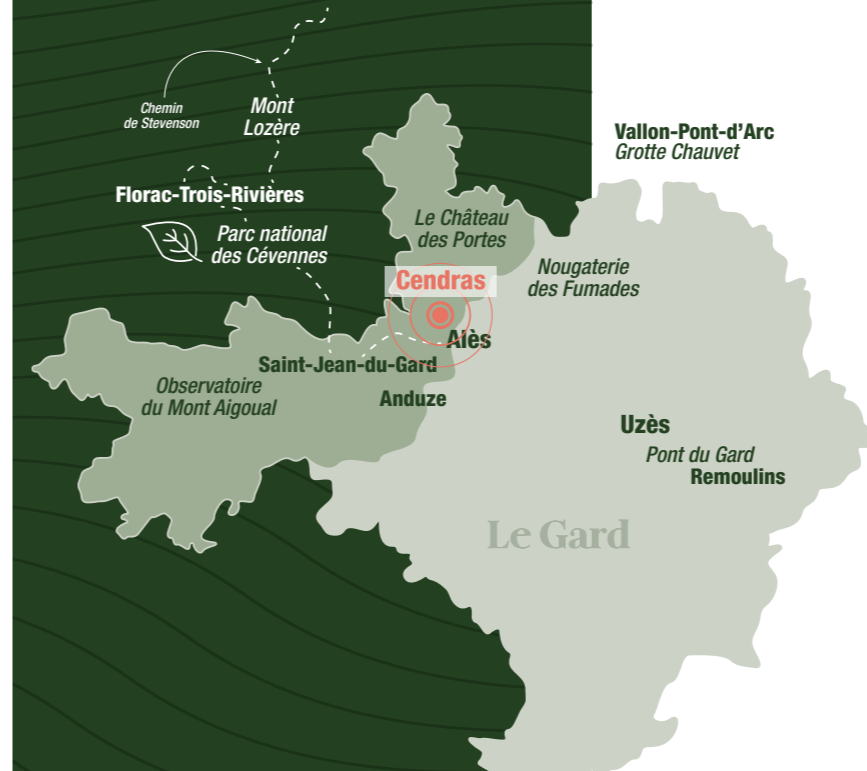 Chemin
de Stevenson
Mont
Lozère
Vallon-Pont-d'Arc
Grotte Chauvet
Florac-Trois-Rivières
Parc national
des Cévennes
Le Château
des Portes
Nougaterie
des Fumades
Cendras
Alès
Saint-Jean-du-Gard
Observatoire
du Mont Aigoual
Anduze
Uzès
Pont du Gard
Remoulins
Le Gard